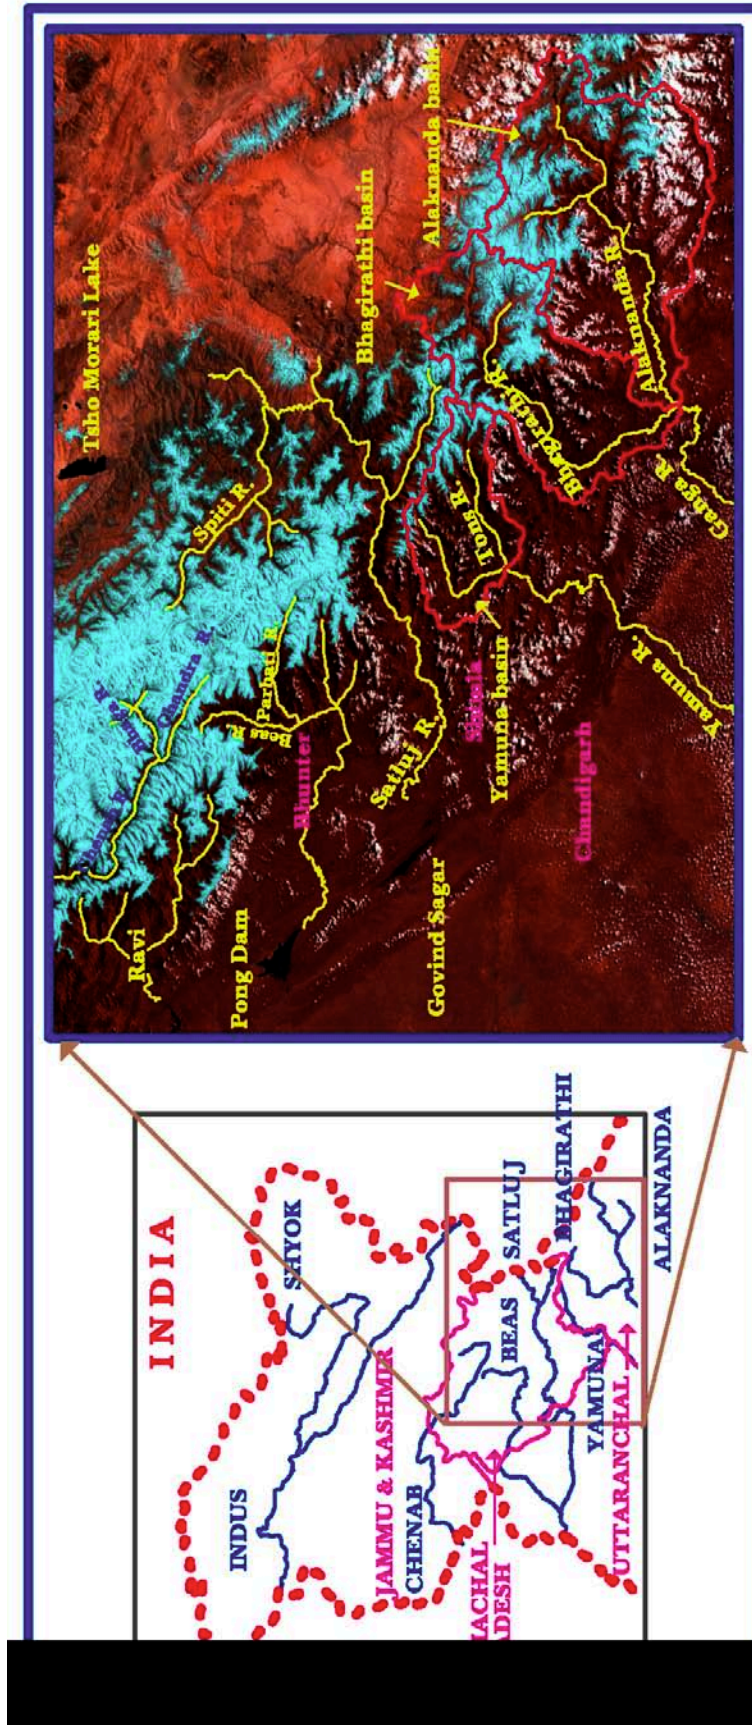 INDIA
SHYOK
INDUS
JAMMU & KASHMIR
CHENAB
BEAS
SATLUJ
BHAGIRATHI
ACHAL
ADESH
YAMUNA
UTTARANCHAL
ALAKNANDA
Tsho Morari Lake
Spiti R.
Chandra R.
Parbati R.
Beas R
Ravi
Bhunter
Pong Dam
Satluj R.
Govind Sagar
Bhagirathi basin
Alaknanda basin
Shimla
Yamuna basin
Tons R.
Bhagirathi R.
Alaknanda R.
Chandigarh
Yamuna R.
Ganga R.